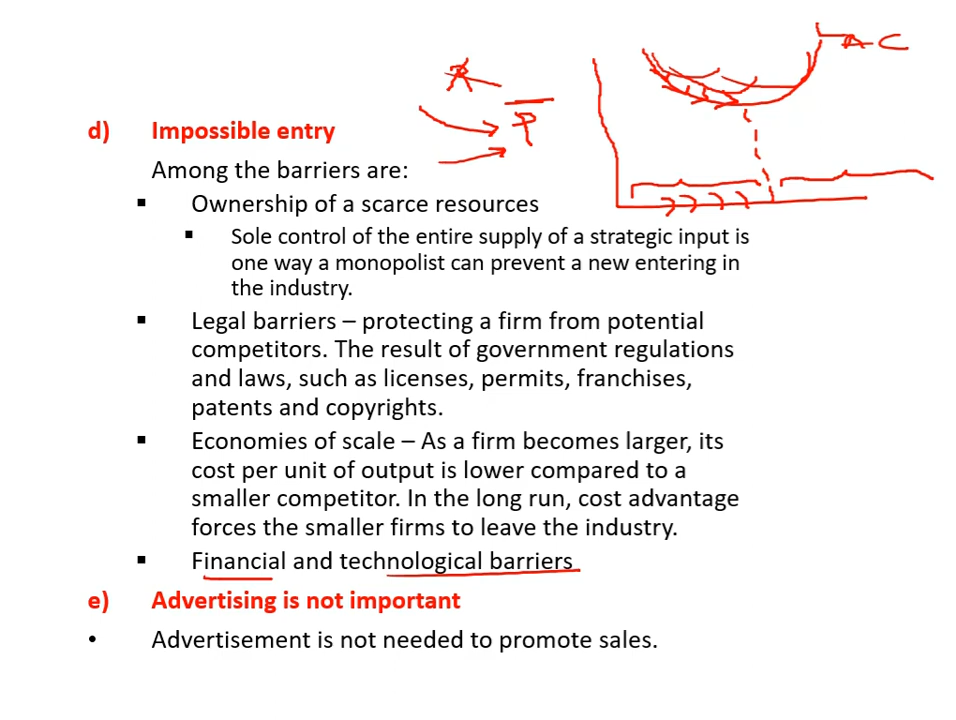 AC
P
d) Impossible entry
Among the barriers are:
▪ Ownership of a scarce resources
▪ Sole control of the entire supply of a strategic input is
one way a monopolist can prevent a new entering in
the industry.
▪ Legal barriers – protecting a firm from potential
competitors. The result of government regulations
and laws, such as licenses, permits, franchises,
patents and copyrights.
▪ Economies of scale – As a firm becomes larger, its
cost per unit of output is lower compared to a
smaller competitor. In the long run, cost advantage
forces the smaller firms to leave the industry.
▪ Financial and technological barriers
e) Advertising is not important
• Advertisement is not needed to promote sales.